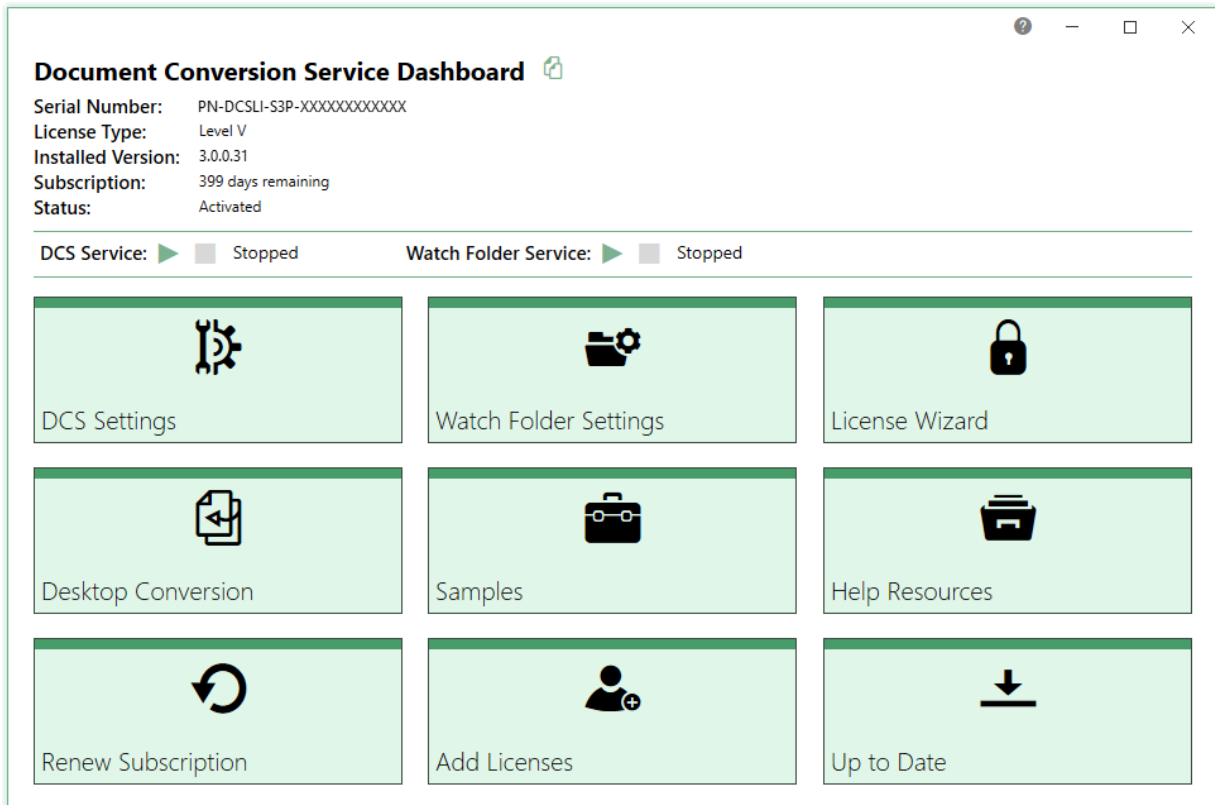 Document Conversion Service Dashboard
Serial Number: PN-DCSLI-S3P-XXXXXXXXXXXX
License Type: Level V
Installed Version: 3.0.0.31
Subscription: 399 days remaining
Status: Activated
DCS Service: Stopped Watch Folder Service: Stopped
DCS Settings
Watch Folder Settings
License Wizard
Desktop Conversion
Samples
Help Resources
Renew Subscription
Add Licenses
Up to Date